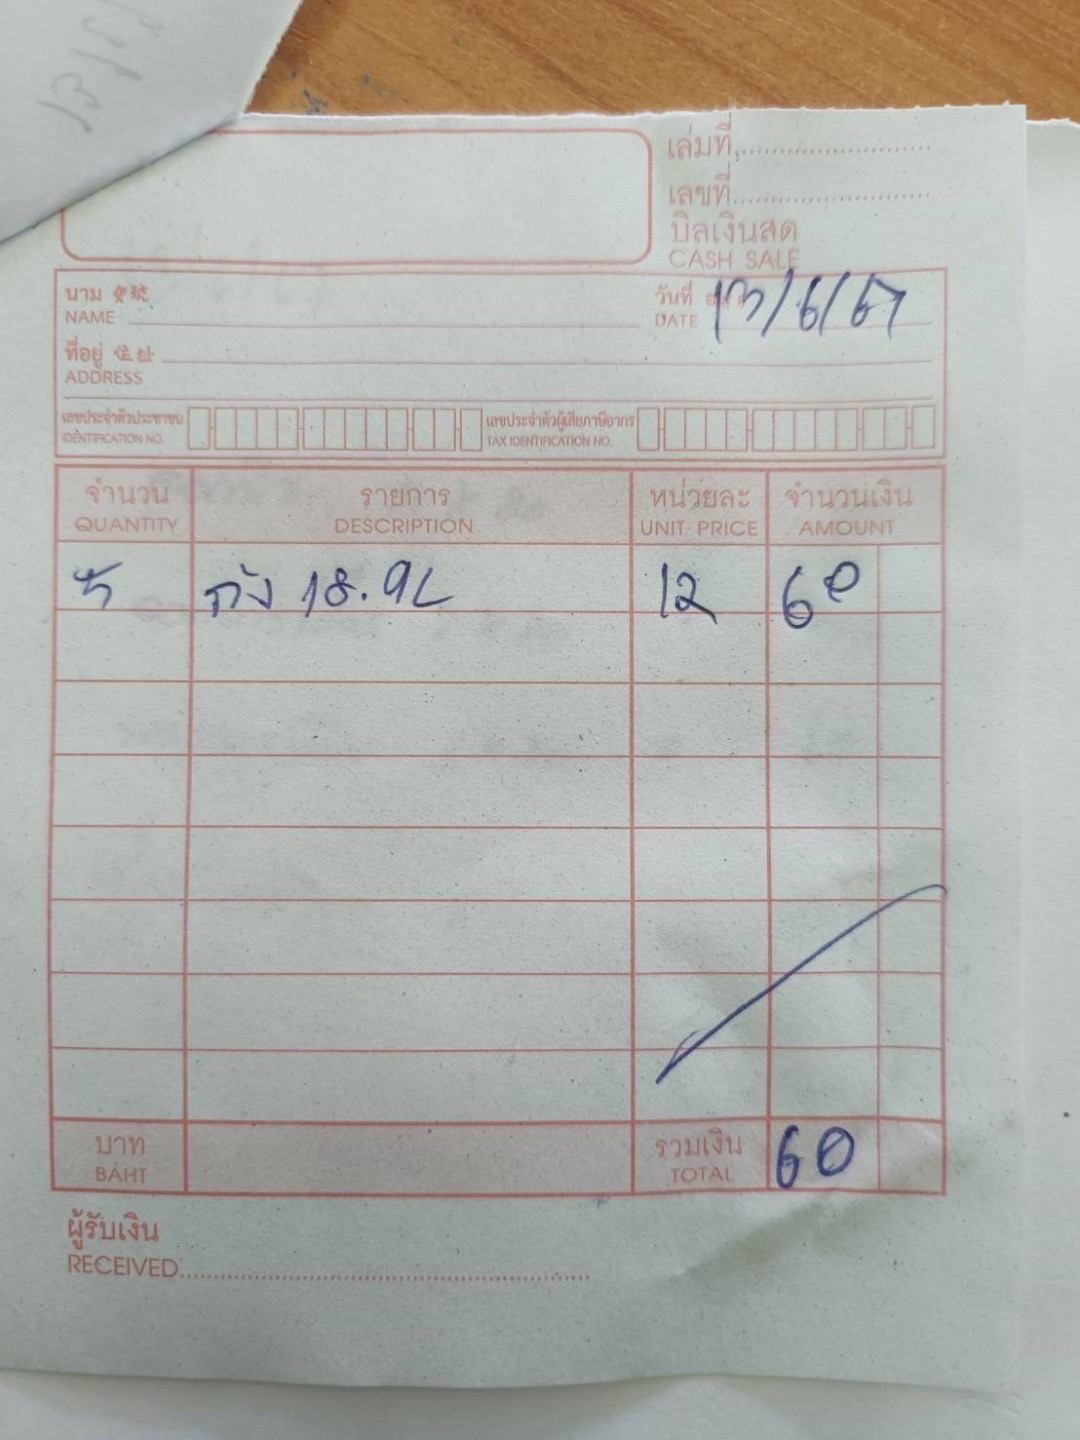 เล่มที่
เลขที่
บิลเงินสด
CASH SALE
นาม
NAME
วันที่ 13/6/67
DATE
ที่อยู่ 住址
ADDRESS
เลขประจำตัวประชาชน เลขประจำตัวผู้เสียภาษีอากร
IDENTIFICATION NO. TAX IDENTIFICATION NO.
จำนวน รายการ หน่วยละ จำนวนเงิน
QUANTITY DESCRIPTION UNIT-PRICE AMOUNT
5 ถัง 18.9L 12 60
บาท รวมเงิน 60
BAHT TOTAL
ผู้รับเงิน
RECEIVED